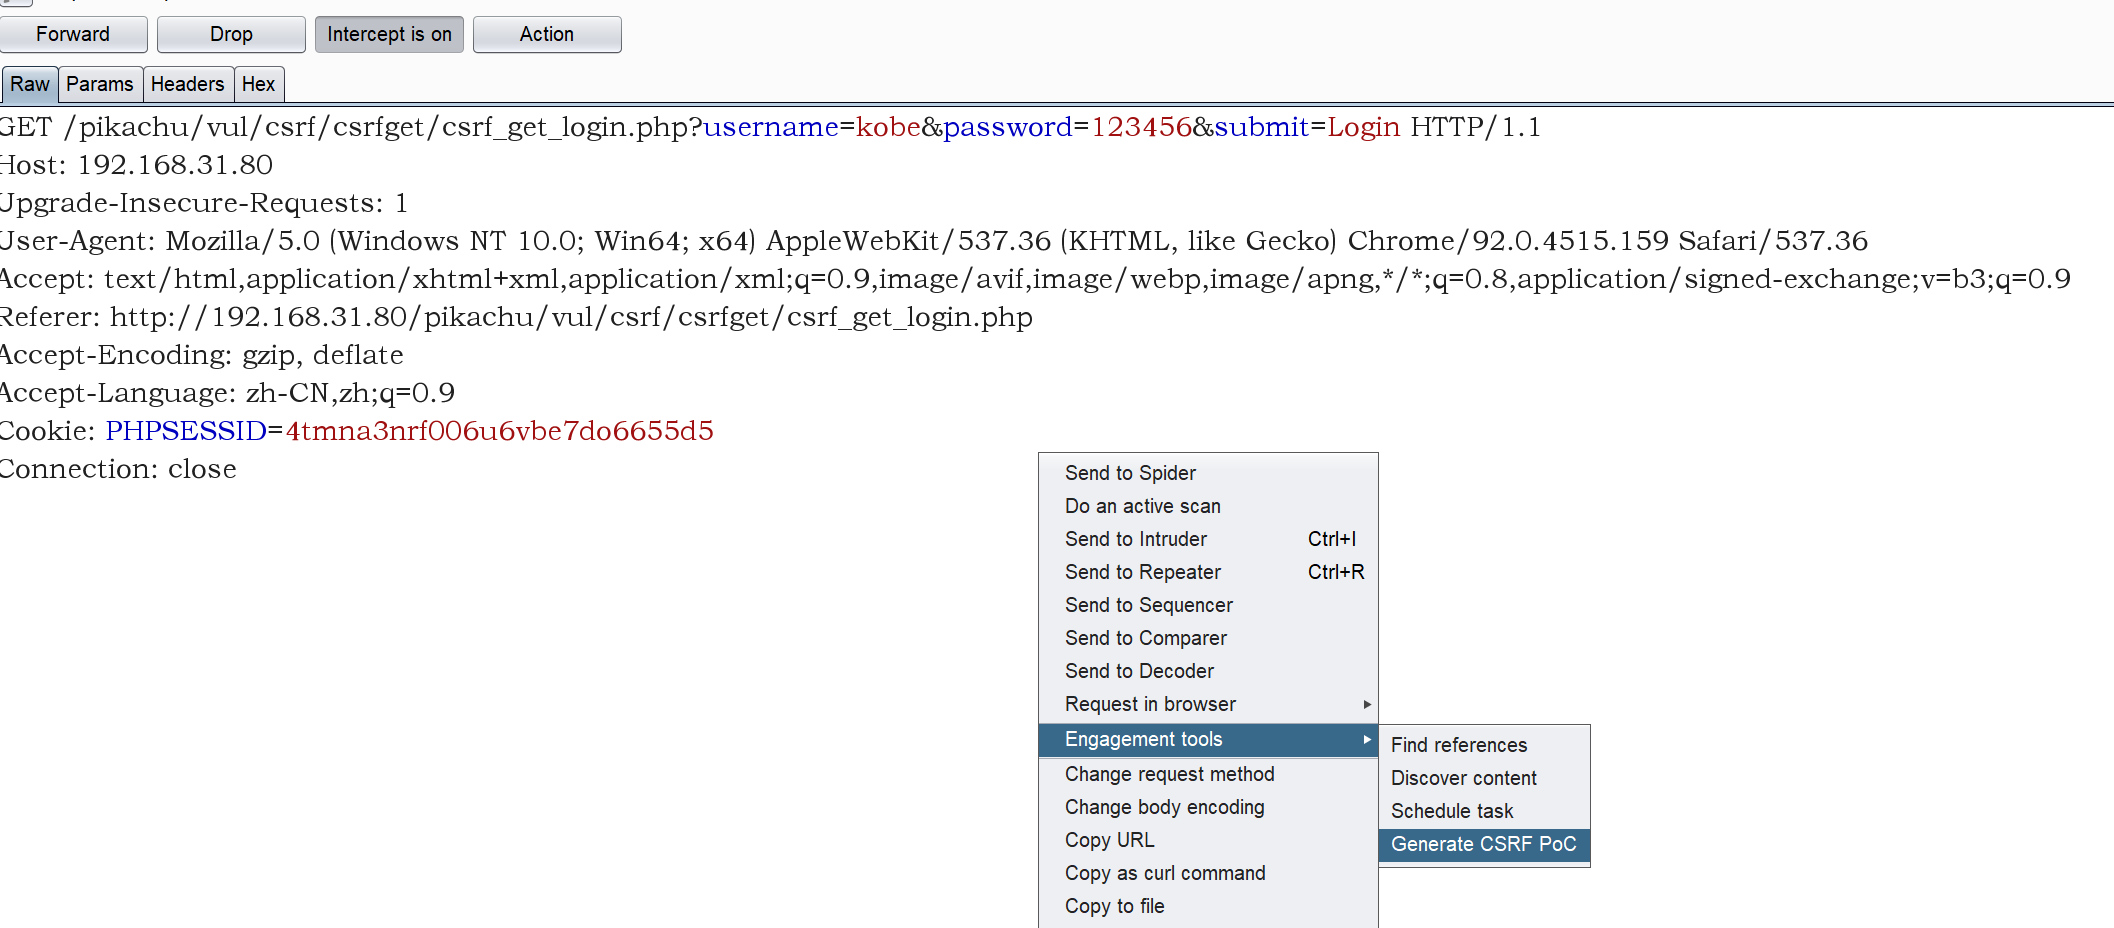 Forward Drop Intercept is on Action
Raw Params Headers Hex
GET /pikachu/vul/csrf/csrfget/csrf_get_login.php?username=kobe&password=123456&submit=Login HTTP/1.1
Host: 192.168.31.80
Upgrade-Insecure-Requests: 1
User-Agent: Mozilla/5.0 (Windows NT 10.0; Win64; x64) AppleWebKit/537.36 (KHTML, like Gecko) Chrome/92.0.4515.159 Safari/537.36
Accept: text/html,application/xhtml+xml,application/xml;q=0.9,image/avif,image/webp,image/apng,*/*;q=0.8,application/signed-exchange;v=b3;q=0.9
Referer: http://192.168.31.80/pikachu/vul/csrf/csrfget/csrf_get_login.php
Accept-Encoding: gzip, deflate
Accept-Language: zh-CN,zh;q=0.9
Cookie: PHPSESSID=4tmna3nrf006u6vbe7do6655d5
Connection: close
Send to Spider
Do an active scan
Send to Intruder Ctrl+I
Send to Repeater Ctrl+R
Send to Sequencer
Send to Comparer
Send to Decoder
Request in browser
Engagement tools
Find references
Discover content
Schedule task
Generate CSRF PoC
Change request method
Change body encoding
Copy URL
Copy as curl command
Copy to file